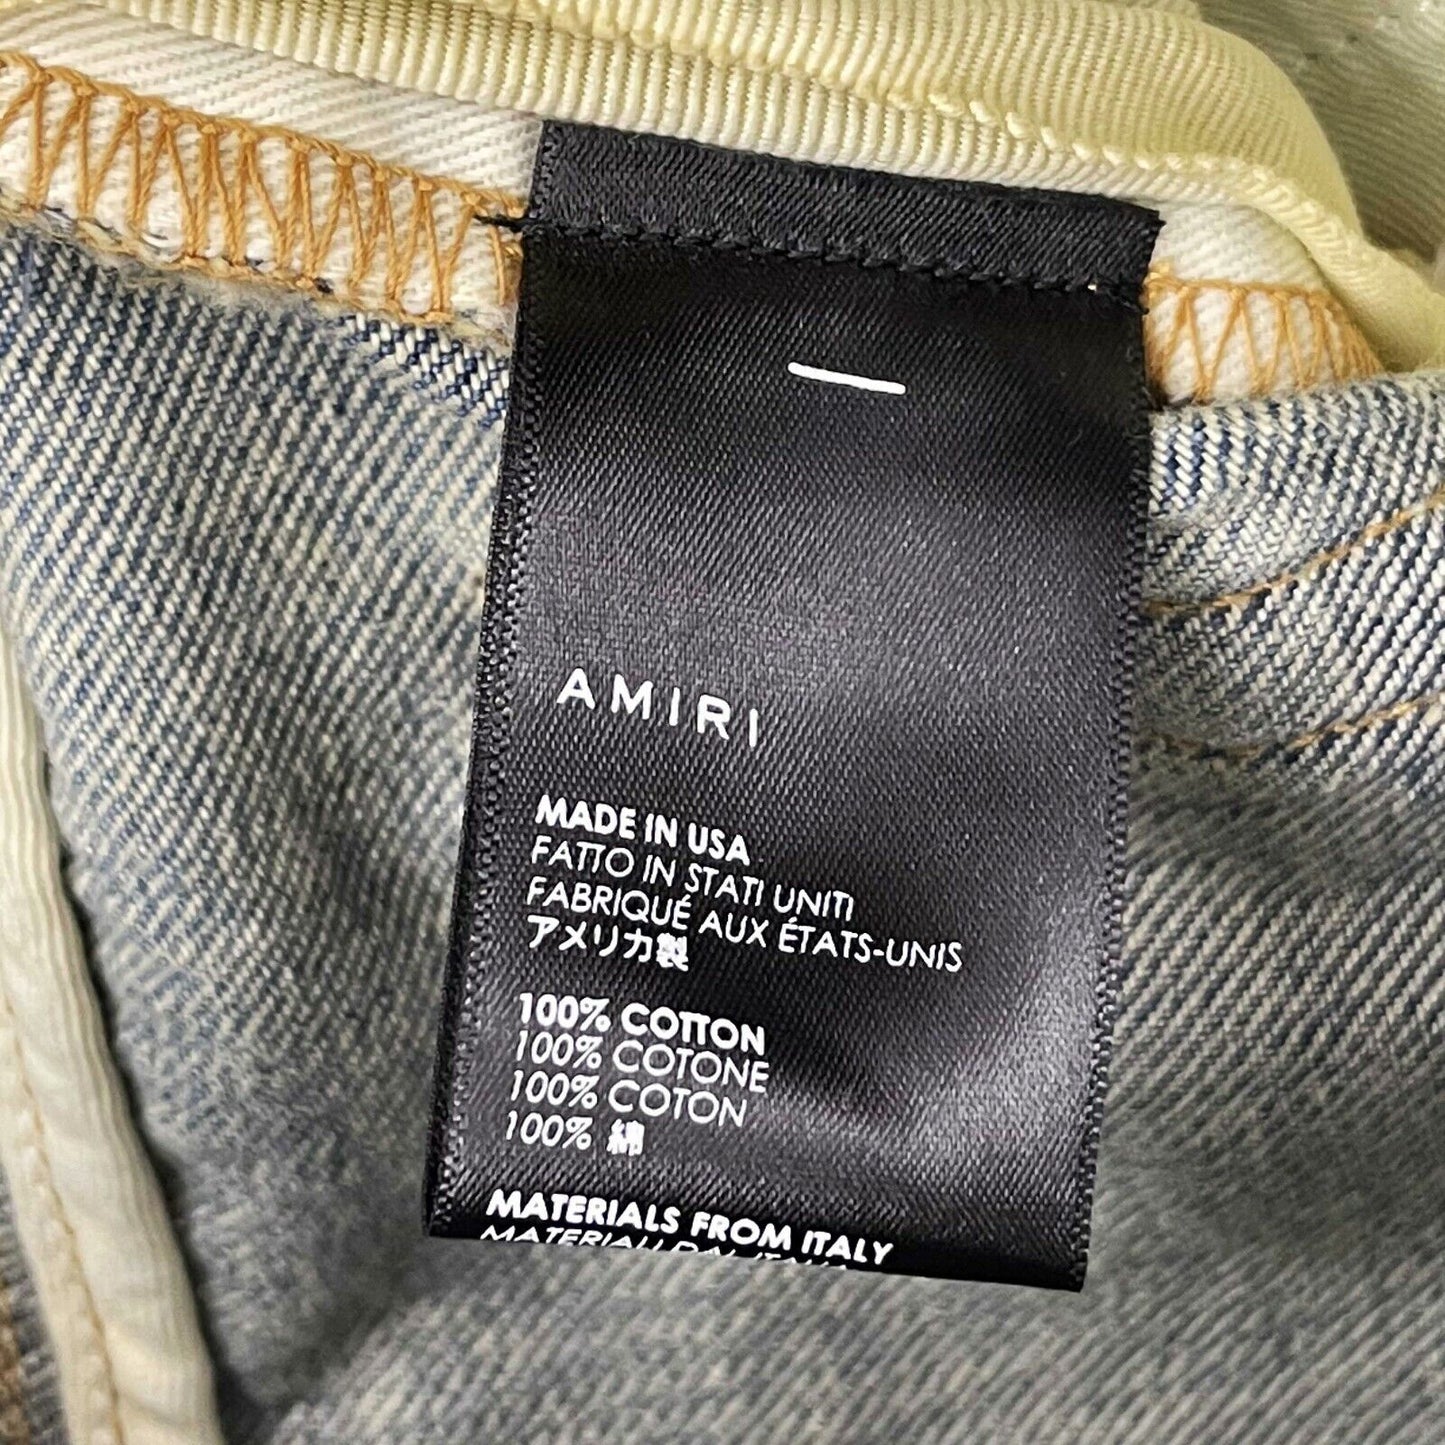 AMIRI
MADE IN USA
FATTO IN STATI UNITI
FABRIQUÉ AUX ÉTATS-UNIS
アメリカ製
100% COTTON
100% COTONE
100% COTON
100% 綿
MATERIALS FROM ITALY